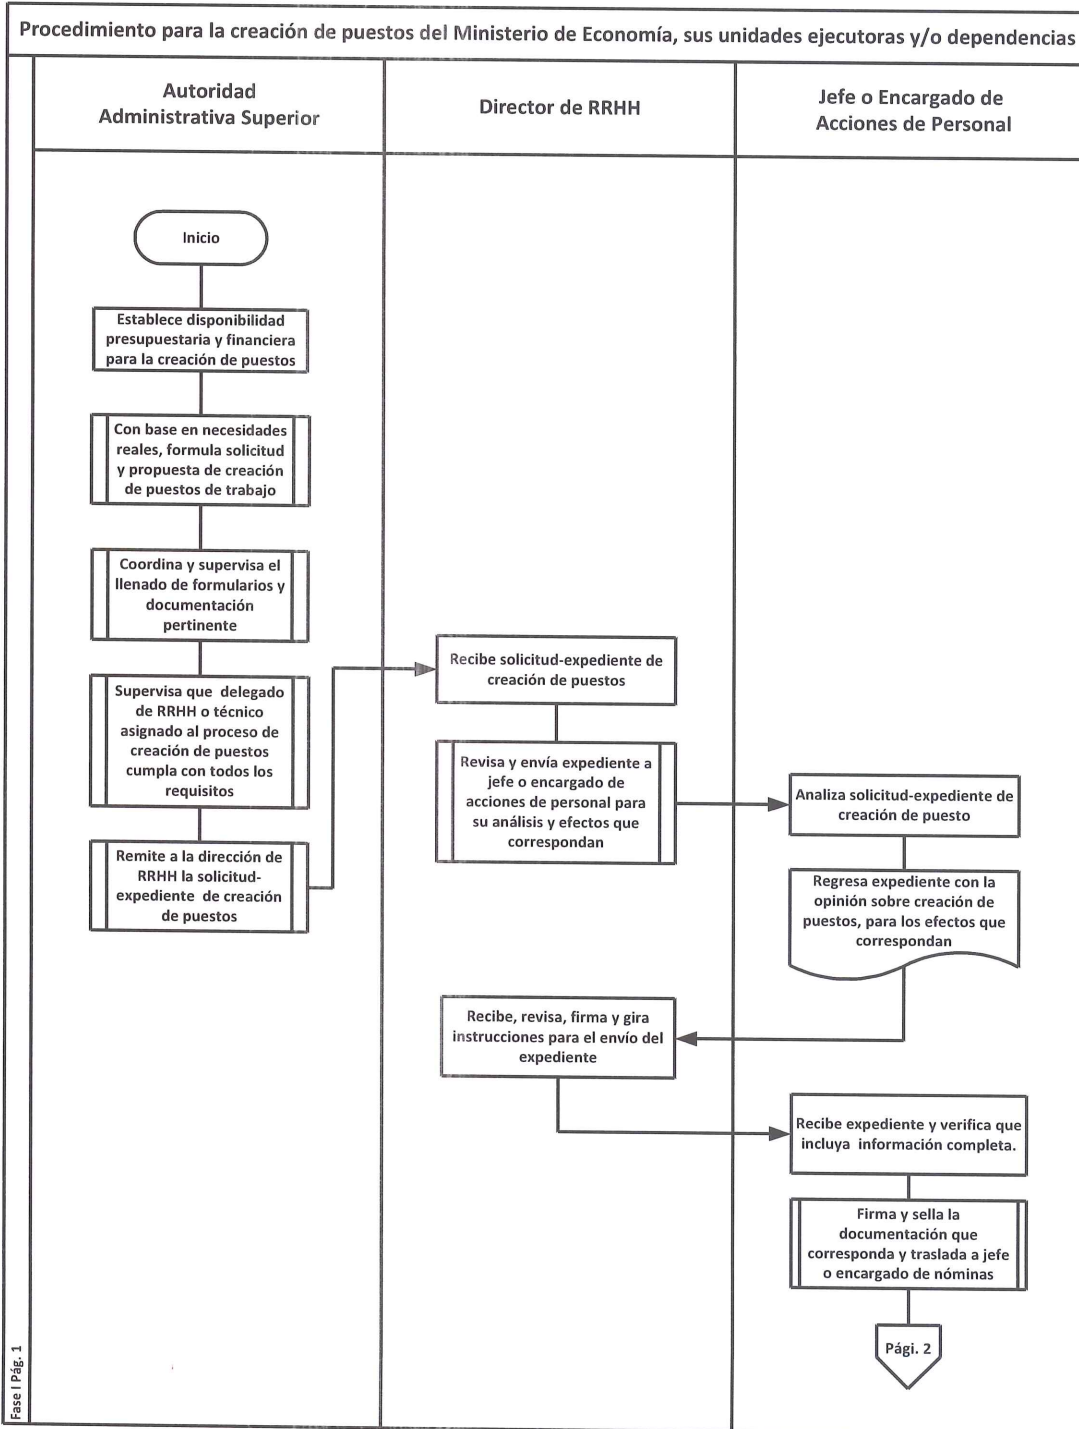 Procedimiento para la creación de puestos del Ministerio de Economía, sus unidades ejecutoras y/o dependencias
Autoridad
Administrativa Superior
Director de RRHH
Jefe o Encargado de
Acciones de Personal
Inicio
Establece disponibilidad
presupuestaria y financiera
para la creación de puestos
Con base en necesidades
reales, formula solicitud
y propuesta de creación
de puestos de trabajo
Coordina y supervisa el
llenado de formularios y
documentación
pertinente
Supervisa que delegado
de RRHH o técnico
asignado al proceso de
creación de puestos
cumpla con todos los
requisitos
Remite a la dirección de
RRHH la solicitud-
expediente de creación
de puestos
Recibe solicitud-expediente de
creación de puestos
Revisa y envía expediente a
jefe o encargado de
acciones de personal para
su análisis y efectos que
correspondan
Analiza solicitud-expediente de
creación de puesto
Regresa expediente con la
opinión sobre creación de
puestos, para los efectos que
correspondan
Recibe, revisa, firma y gira
instrucciones para el envío del
expediente
Recibe expediente y verifica que
incluya información completa.
Firma y sella la
documentación que
corresponda y traslada a jefe
o encargado de nóminas
Pági. 2
Fase I Pág. 1